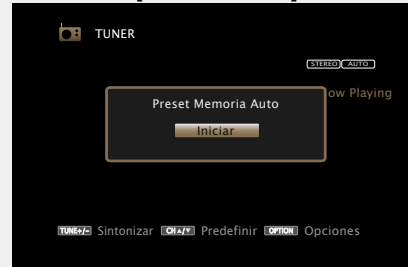 TUNER
STEREO AUTO
ow Playing
Preset Memoria Auto
Iniciar
TUNE+/- Sintonizar CH▲/▼ Predefinir OPTION Opciones